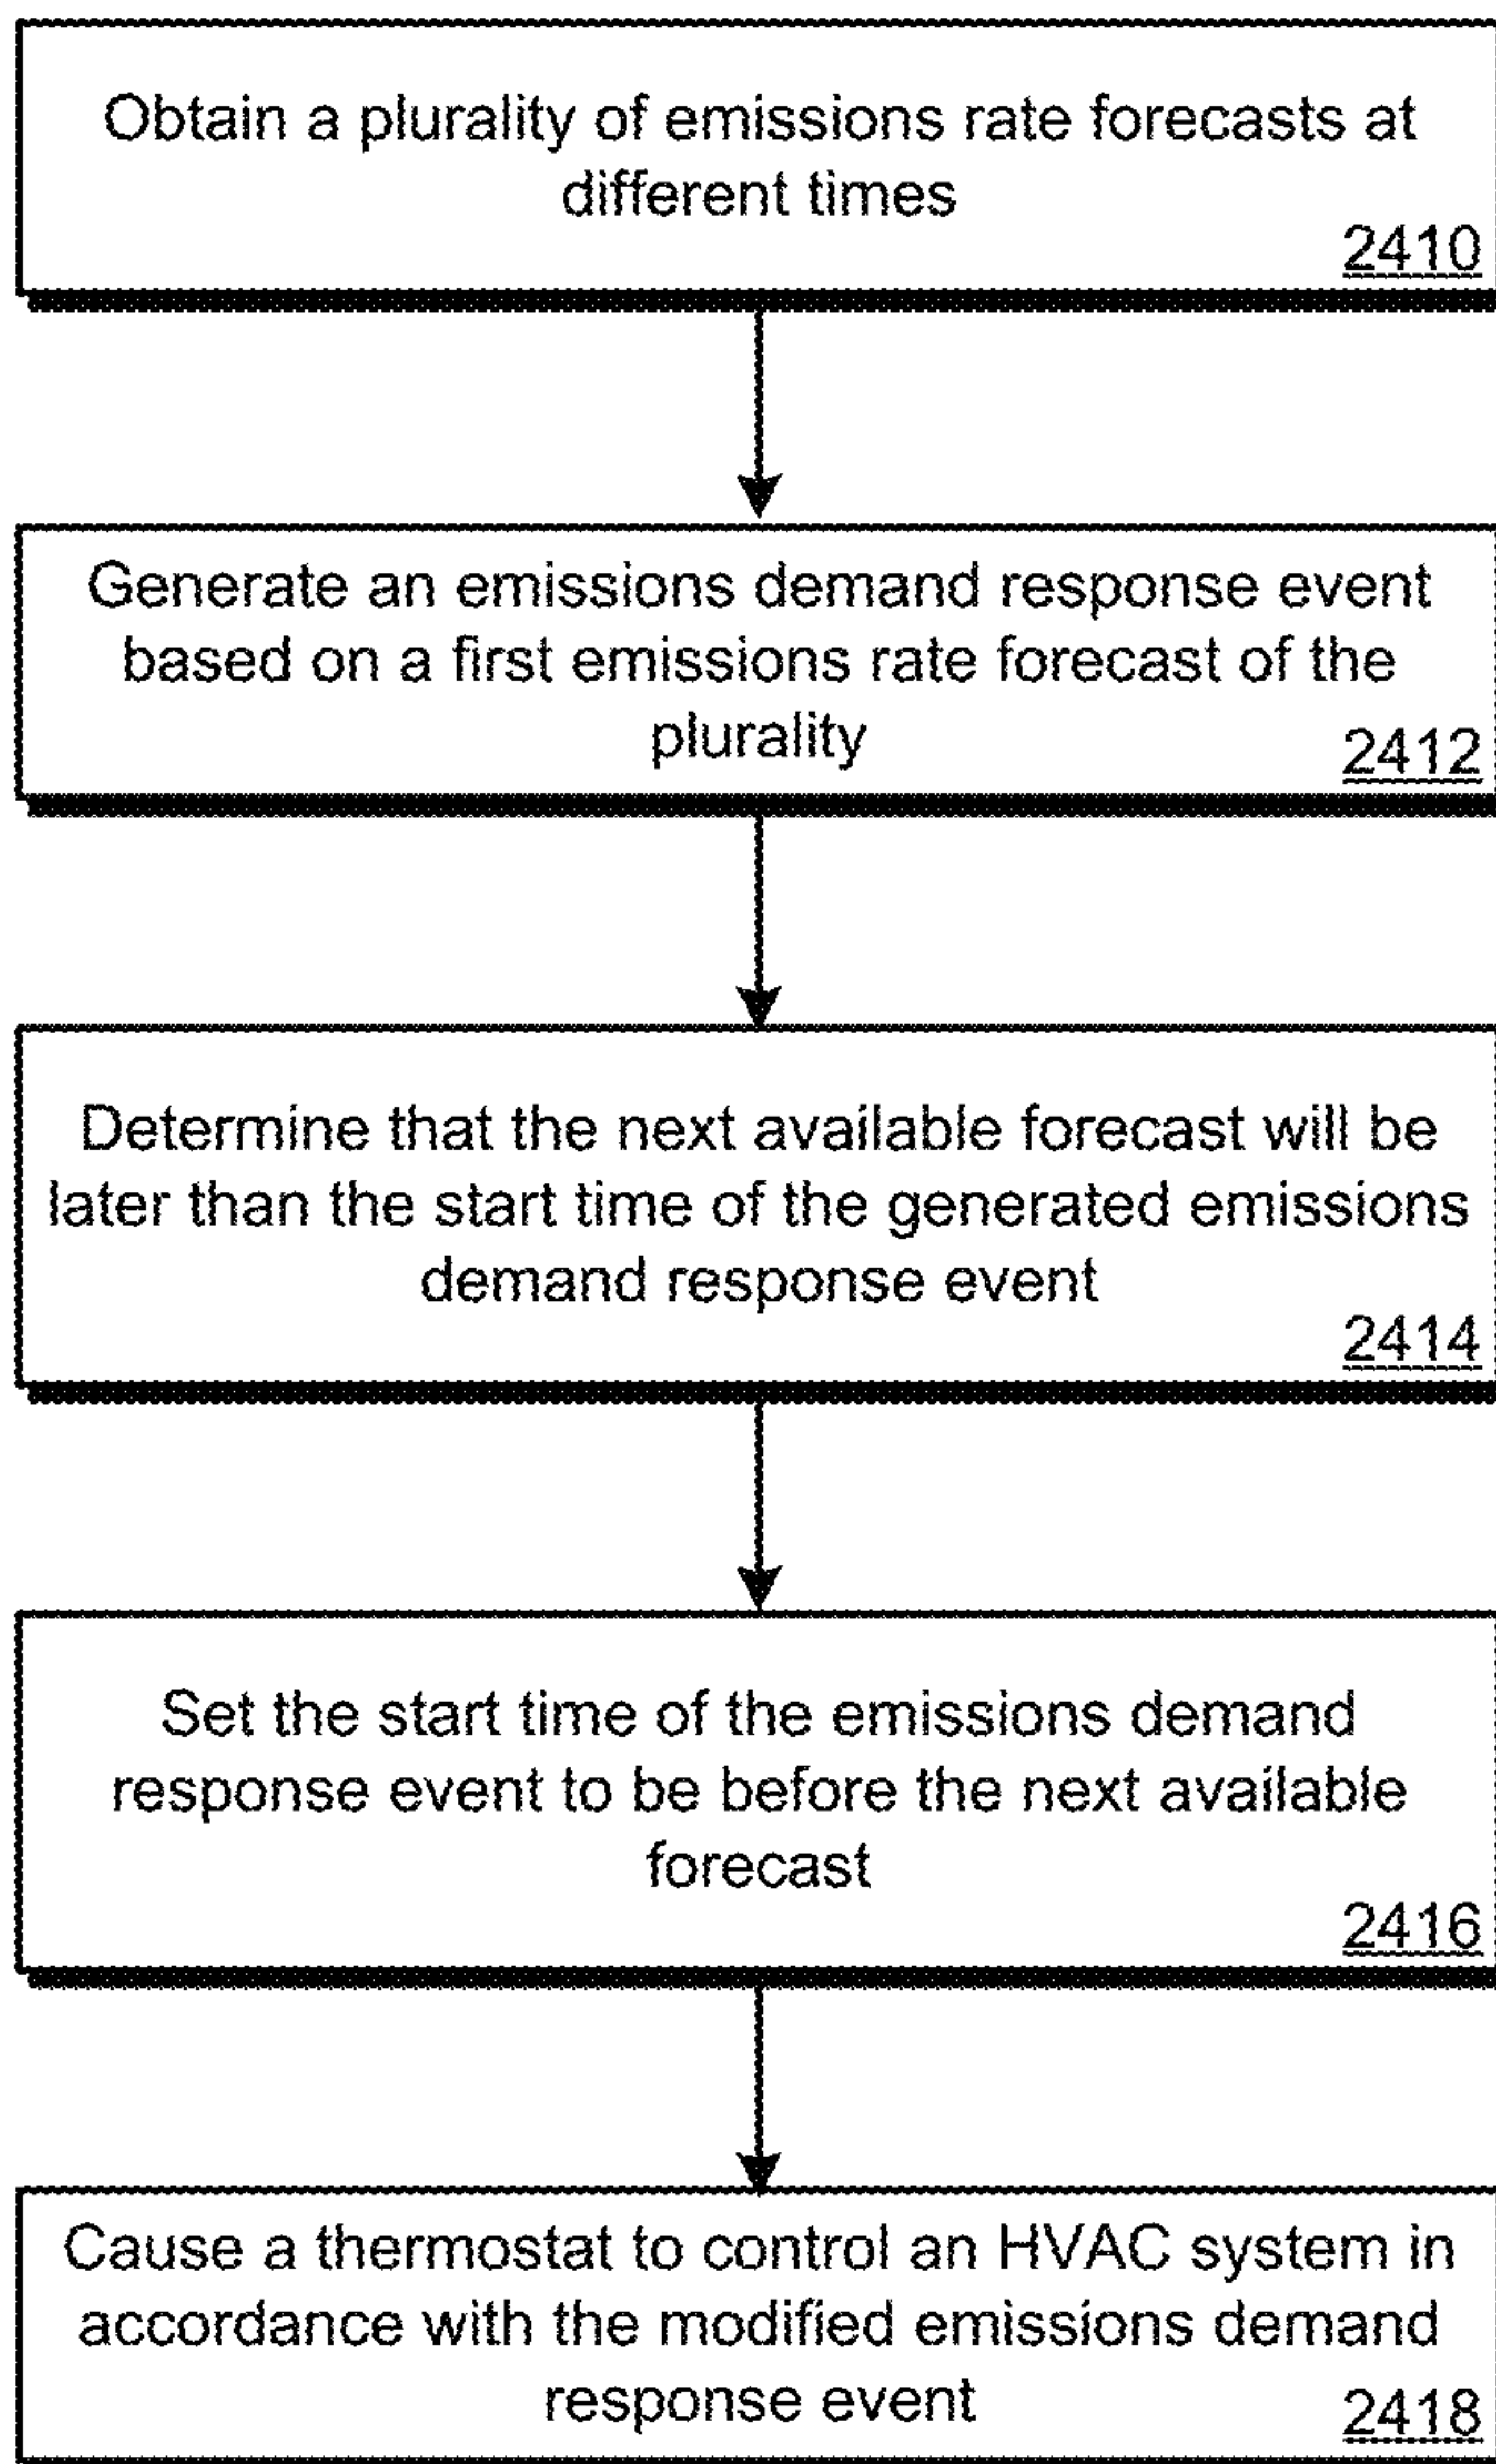 Obtain a plurality of emissions rate forecasts at
different times
2410
Generate an emissions demand response event
based on a first emissions rate forecast of the
plurality
2412
Determine that the next available forecast will be
later than the start time of the generated emissions
demand response event
2414
Set the start time of the emissions demand
response event to be before the next available
forecast
2416
Cause a thermostat to control an HVAC system in
accordance with the modified emissions demand
response event
2418